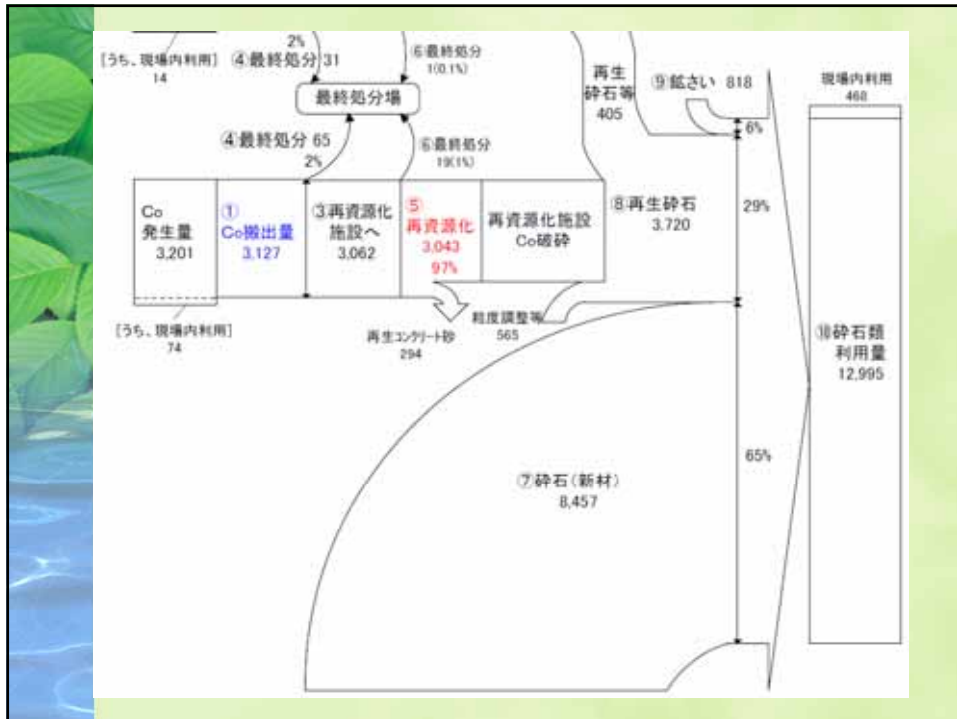 2%
[うち、現場内利用]
14
④最終処分 31
⑥最終処分
1(0.1%)
最終処分場
④最終処分 65
2%
⑥最終処分
19(1%)
再生
砕石等
405
⑨鉱さい 818
6%
現場内利用
468
Co
発生量
3,201
①
Co搬出量
3,127
③再資源化
施設へ
3,062
⑤
再資源化
3,043
97%
再資源化施設
Co破砕
⑧再生砕石
3,720
29%
[うち、現場内利用]
74
再生コンクリート砂
294
粒度調整等
565
⑩砕石類
利用量
12,995
⑦砕石(新材)
8,457
65%